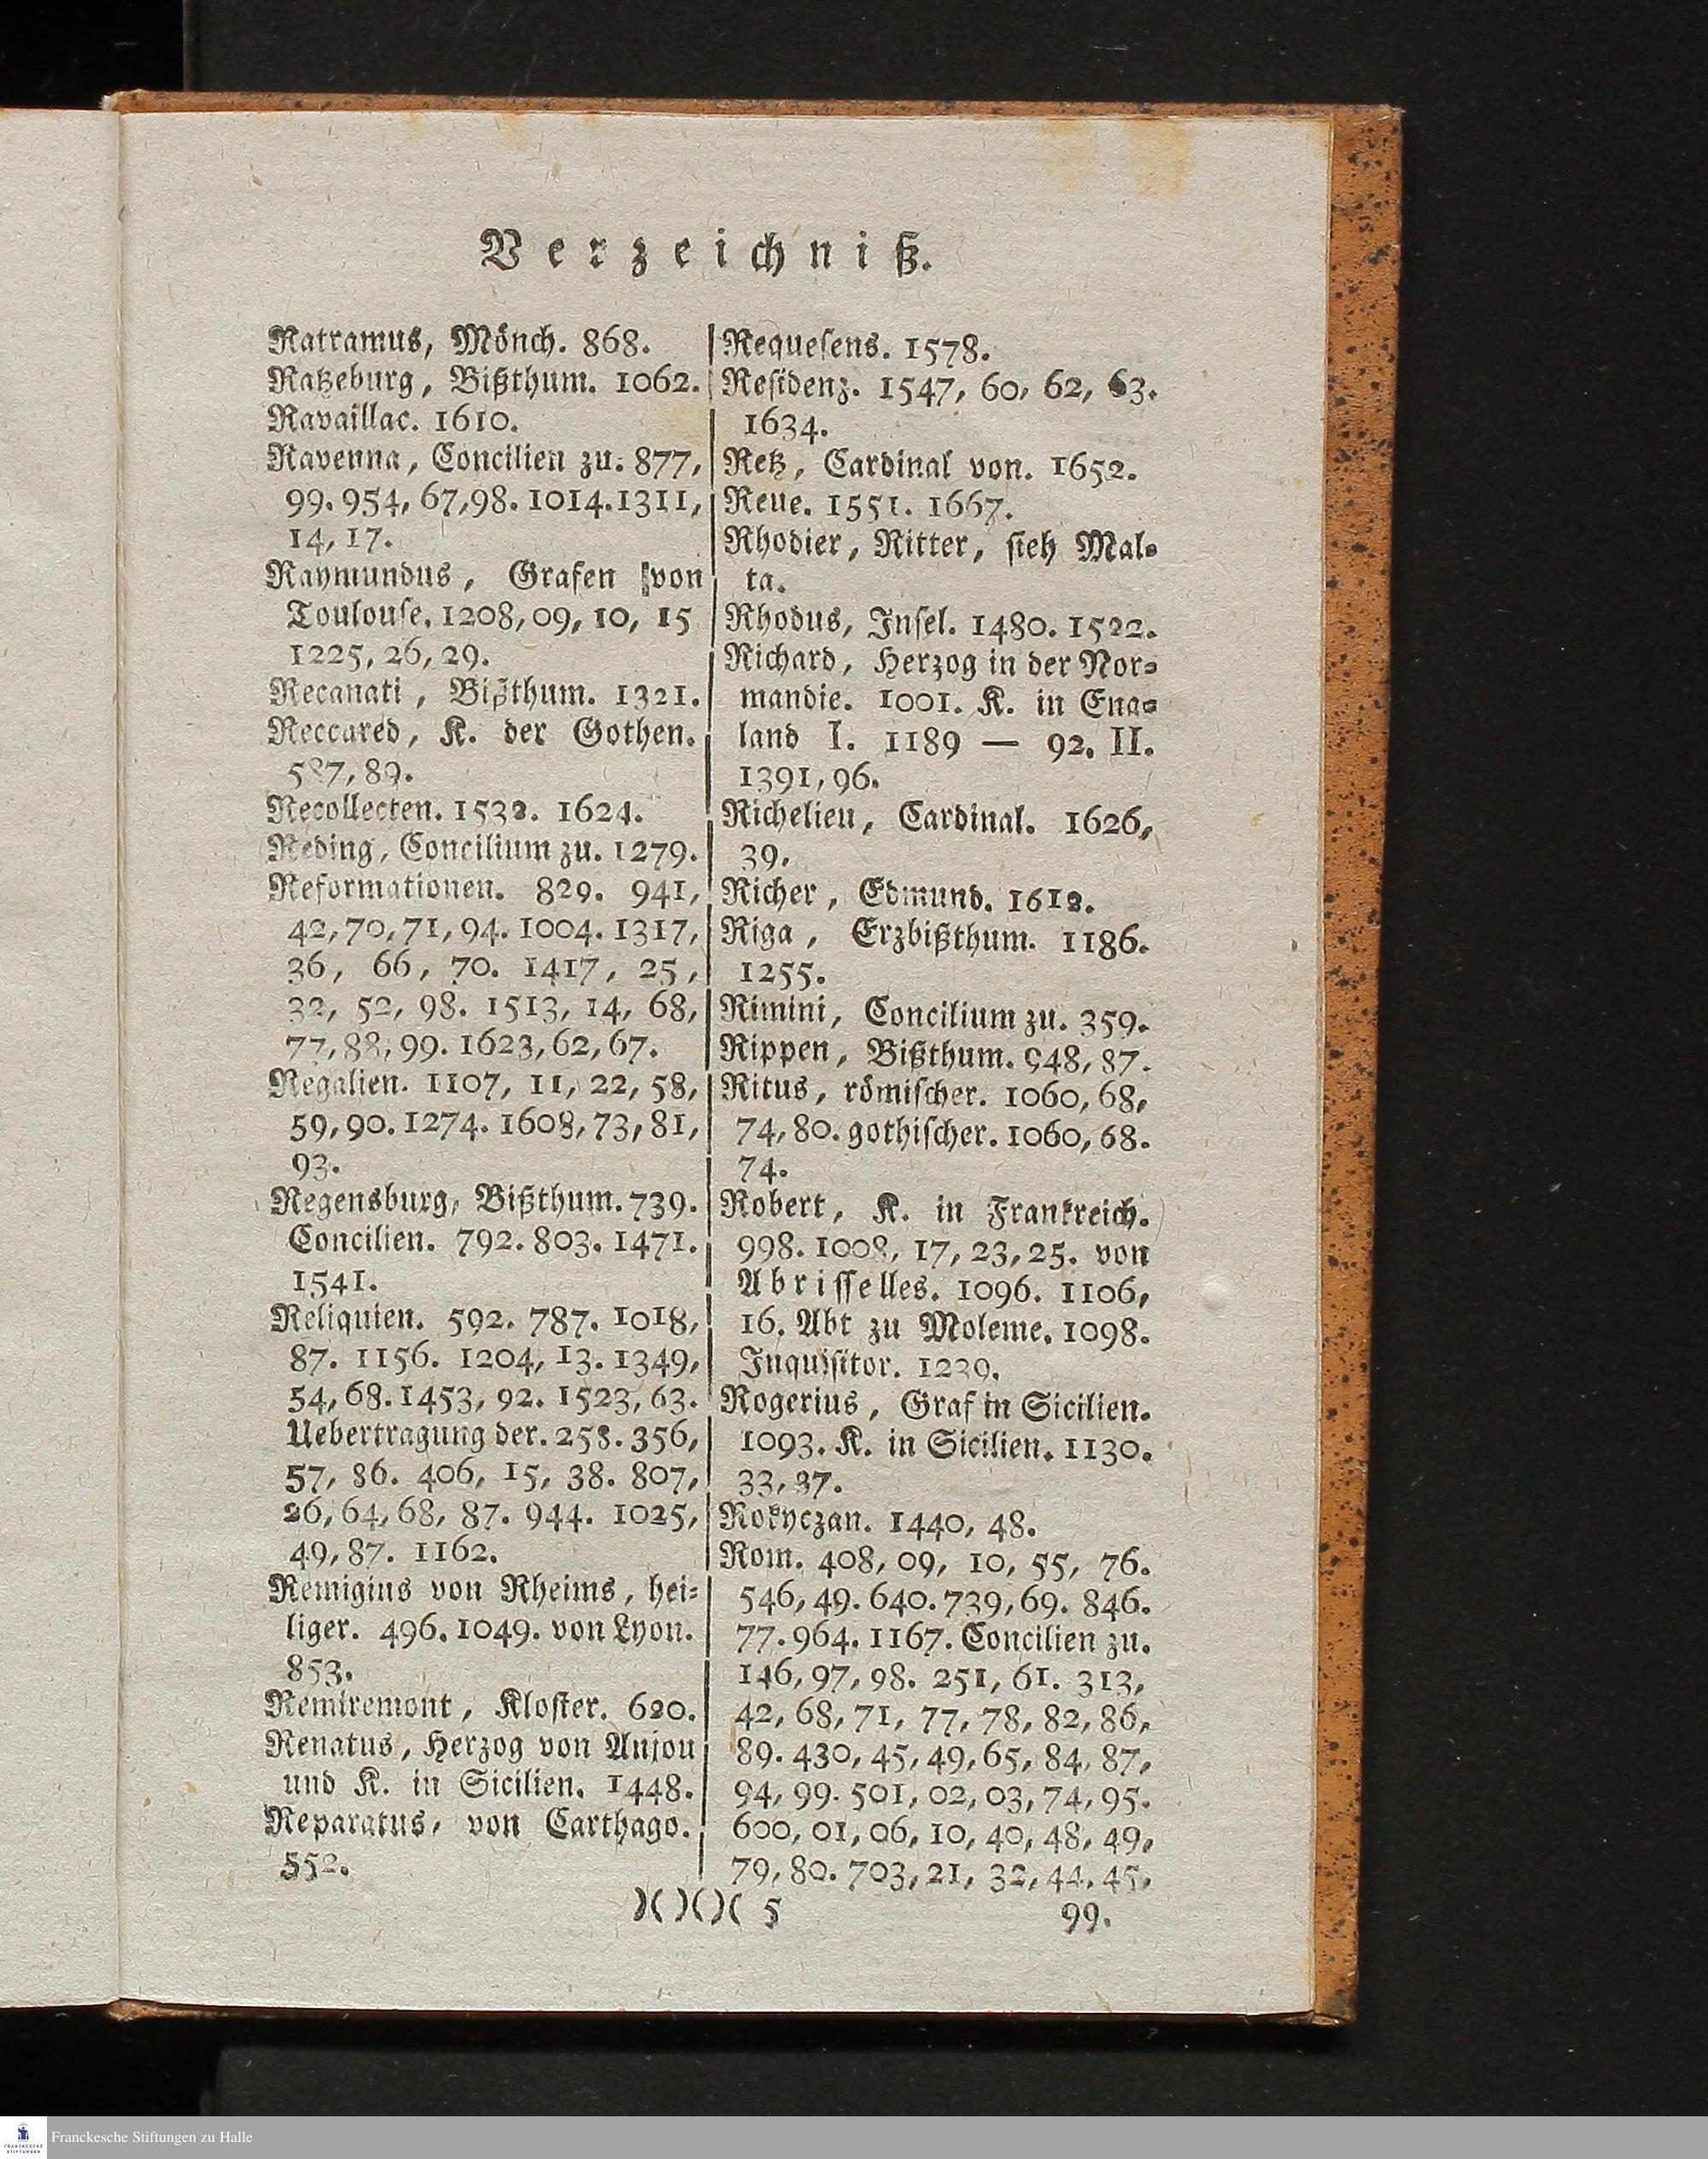 Verzeichniß.
Ratramus, Mönch. 868.
Ratzeburg, Bißthum. 1062.
Ravaillac. 1610.
Ravenna, Concilien zu. 877,
99. 954, 67, 98. 1014. 1311,
14, 17.
Raymundus, Grafen von
Toulouse. 1208, 09, 10, 15
1225, 26, 29.
Recanati, Bißthum. 1321.
Reccared, K. der Gothen.
587, 89.
Recollecten. 1532. 1624.
Reding, Concilium zu. 1279.
Reformationen. 829. 941,
42, 70, 71, 94. 1004. 1317,
36, 66, 70. 1417, 25,
32, 52, 98. 1513, 14, 68,
77, 88, 99. 1623, 62, 67.
Regalien. 1107, 11, 22, 58,
59, 90. 1274. 1608, 73, 81,
93.
Regensburg, Bißthum. 739.
Concilien. 792. 803. 1471.
1541.
Reliquien. 592. 787. 1018,
87. 1156. 1204, 13. 1349,
54, 68. 1453, 92. 1523, 63.
Uebertragung der. 258. 356,
57, 86. 406, 15, 38. 807,
26, 64, 68, 87. 944. 1025,
49, 87. 1162.
Remigius von Rheims, hei⸗
liger. 496. 1049. von Lyon.
853.
Remiremont, Kloster. 620.
Renatus, Herzog von Anjou
und K. in Sicilien. 1448.
Reparatus, von Carthago.
552.
Requesens. 1578.
Residenz. 1547, 60, 62, 63.
1634.
Retz, Cardinal von. 1652.
Reue. 1551. 1667.
Rhodier, Ritter, sieh Mal⸗
ta.
Rhodus, Insel. 1480. 1522.
Richard, Herzog in der Nor⸗
mandie. 1001. K. in Eng⸗
land I. 1189 — 92. II.
1391, 96.
Richelieu, Cardinal. 1626,
39.
Richer, Edmund. 1612.
Riga, Erzbißthum. 1186.
1255.
Rimini, Concilium zu. 359.
Rippen, Bißthum. 948, 87.
Ritus, römischer. 1060, 68,
74, 80. gothischer. 1060, 68.
74.
Robert, K. in Frankreich.
998. 1008, 17, 23, 25. von
Abrisselles. 1096. 1106,
16. Abt zu Moleme. 1098.
Inquisitor. 1239.
Rogerius, Graf in Sicilien.
1093. K. in Sicilien. 1130.
33, 37.
Rokyczan. 1440, 48.
Rom. 408, 09, 10, 55, 76.
546, 49. 640. 739, 69. 846.
77. 964. 1167. Concilien zu.
146, 97, 98. 251, 61. 313,
42, 68, 71, 77, 78, 82, 86,
89. 430, 45, 49, 65, 84, 87,
94, 99. 501, 02, 03, 74, 95.
600, 01, 06, 10, 40, 48, 49,
79, 80. 703, 21, 32, 44, 45,
)( )( )( 5 99.
Franckesche Stiftungen zu Halle